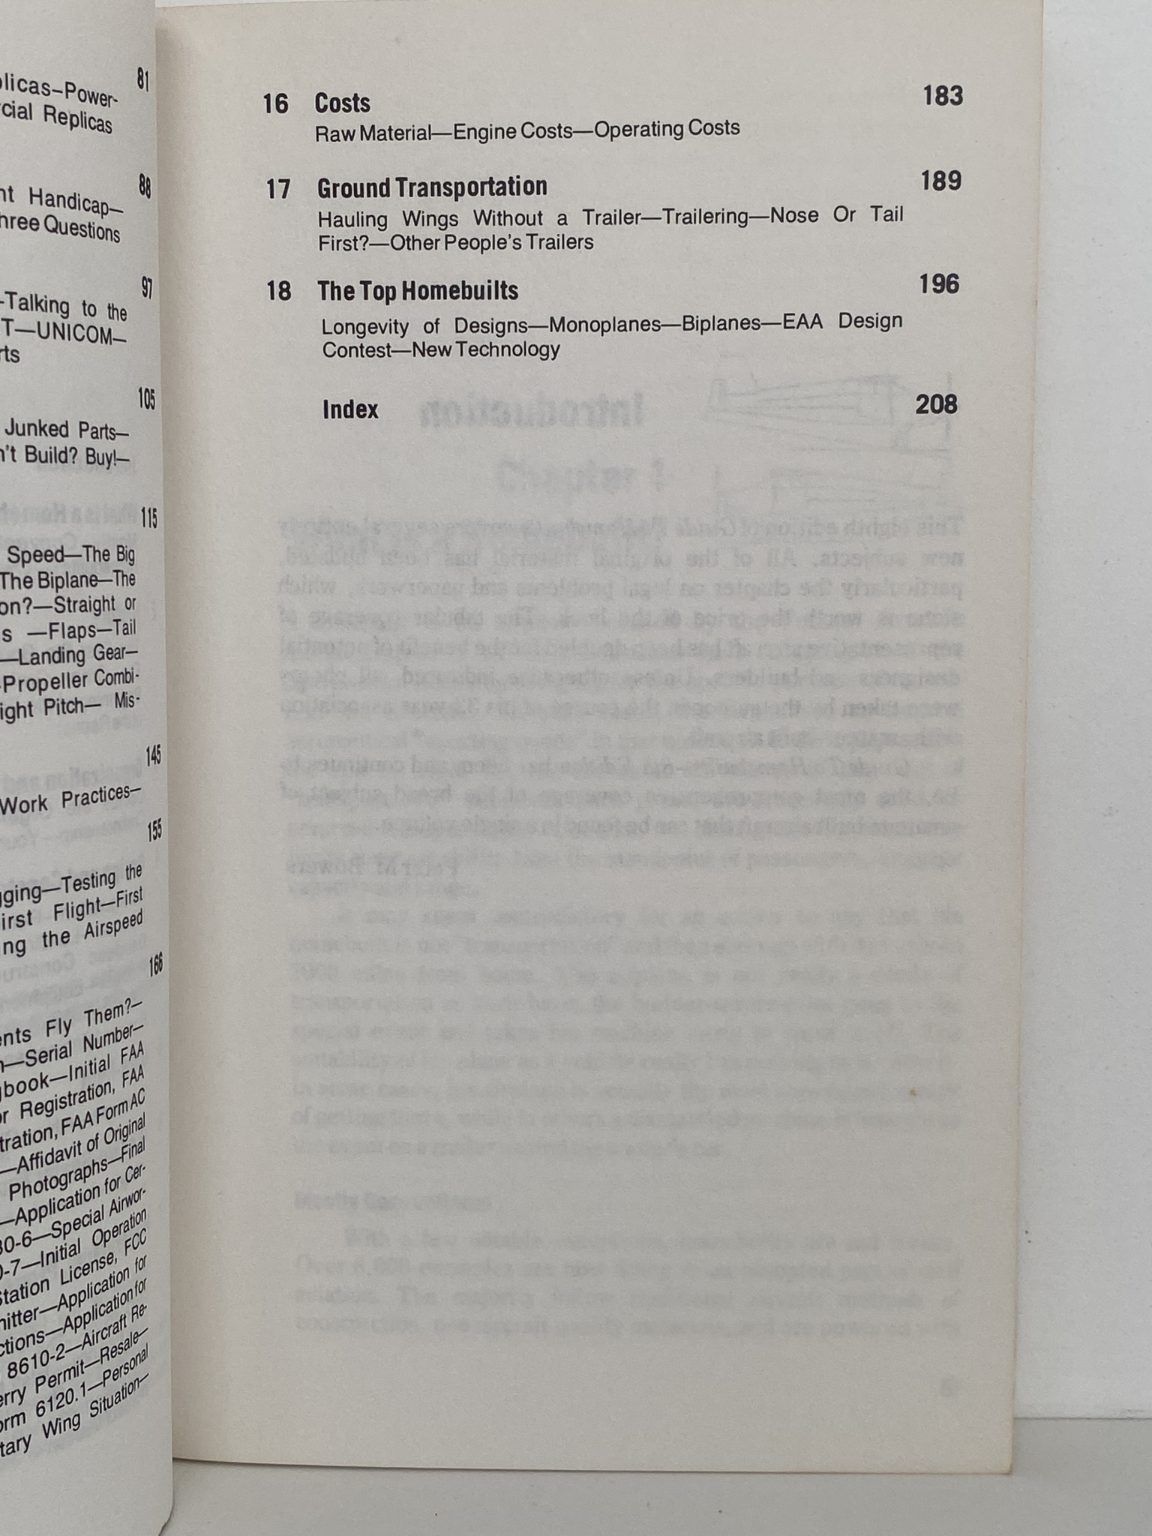 81
licas–Power-
cial Replicas
88
nt Handicap—
hree Questions
97
-Talking to the
T—UNICOM—
rts
105
Junked Parts—
n't Build? Buy!—
115
Speed—The Big
The Biplane—The
on?—Straight or
s —Flaps—Tail
—Landing Gear—
Propeller Combi-
ight Pitch— Mis-
145
Work Practices—
155
ging—Testing the
irst Flight—First
ng the Airspeed
166
ents Fly Them?—
n—Serial Number—
gbook—Initial FAA
or Registration, FAA
tration, FAA Form AC
—Affidavit of Original
Photographs—Final
—Application for Cer-
30-6—Special Airwor-
0-7—Initial Operation
Station License, FCC
nitter—Application for
ctions—Application for
8610-2—Aircraft Re-
erry Permit—Resale—
orm 6120.1—Personal
tary Wing Situation—
16 Costs 183
Raw Material—Engine Costs—Operating Costs
17 Ground Transportation 189
Hauling Wings Without a Trailer—Trailering—Nose Or Tail
First?—Other People's Trailers
18 The Top Homebuilts 196
Longevity of Designs—Monoplanes—Biplanes—EAA Design
Contest—New Technology
Index 208